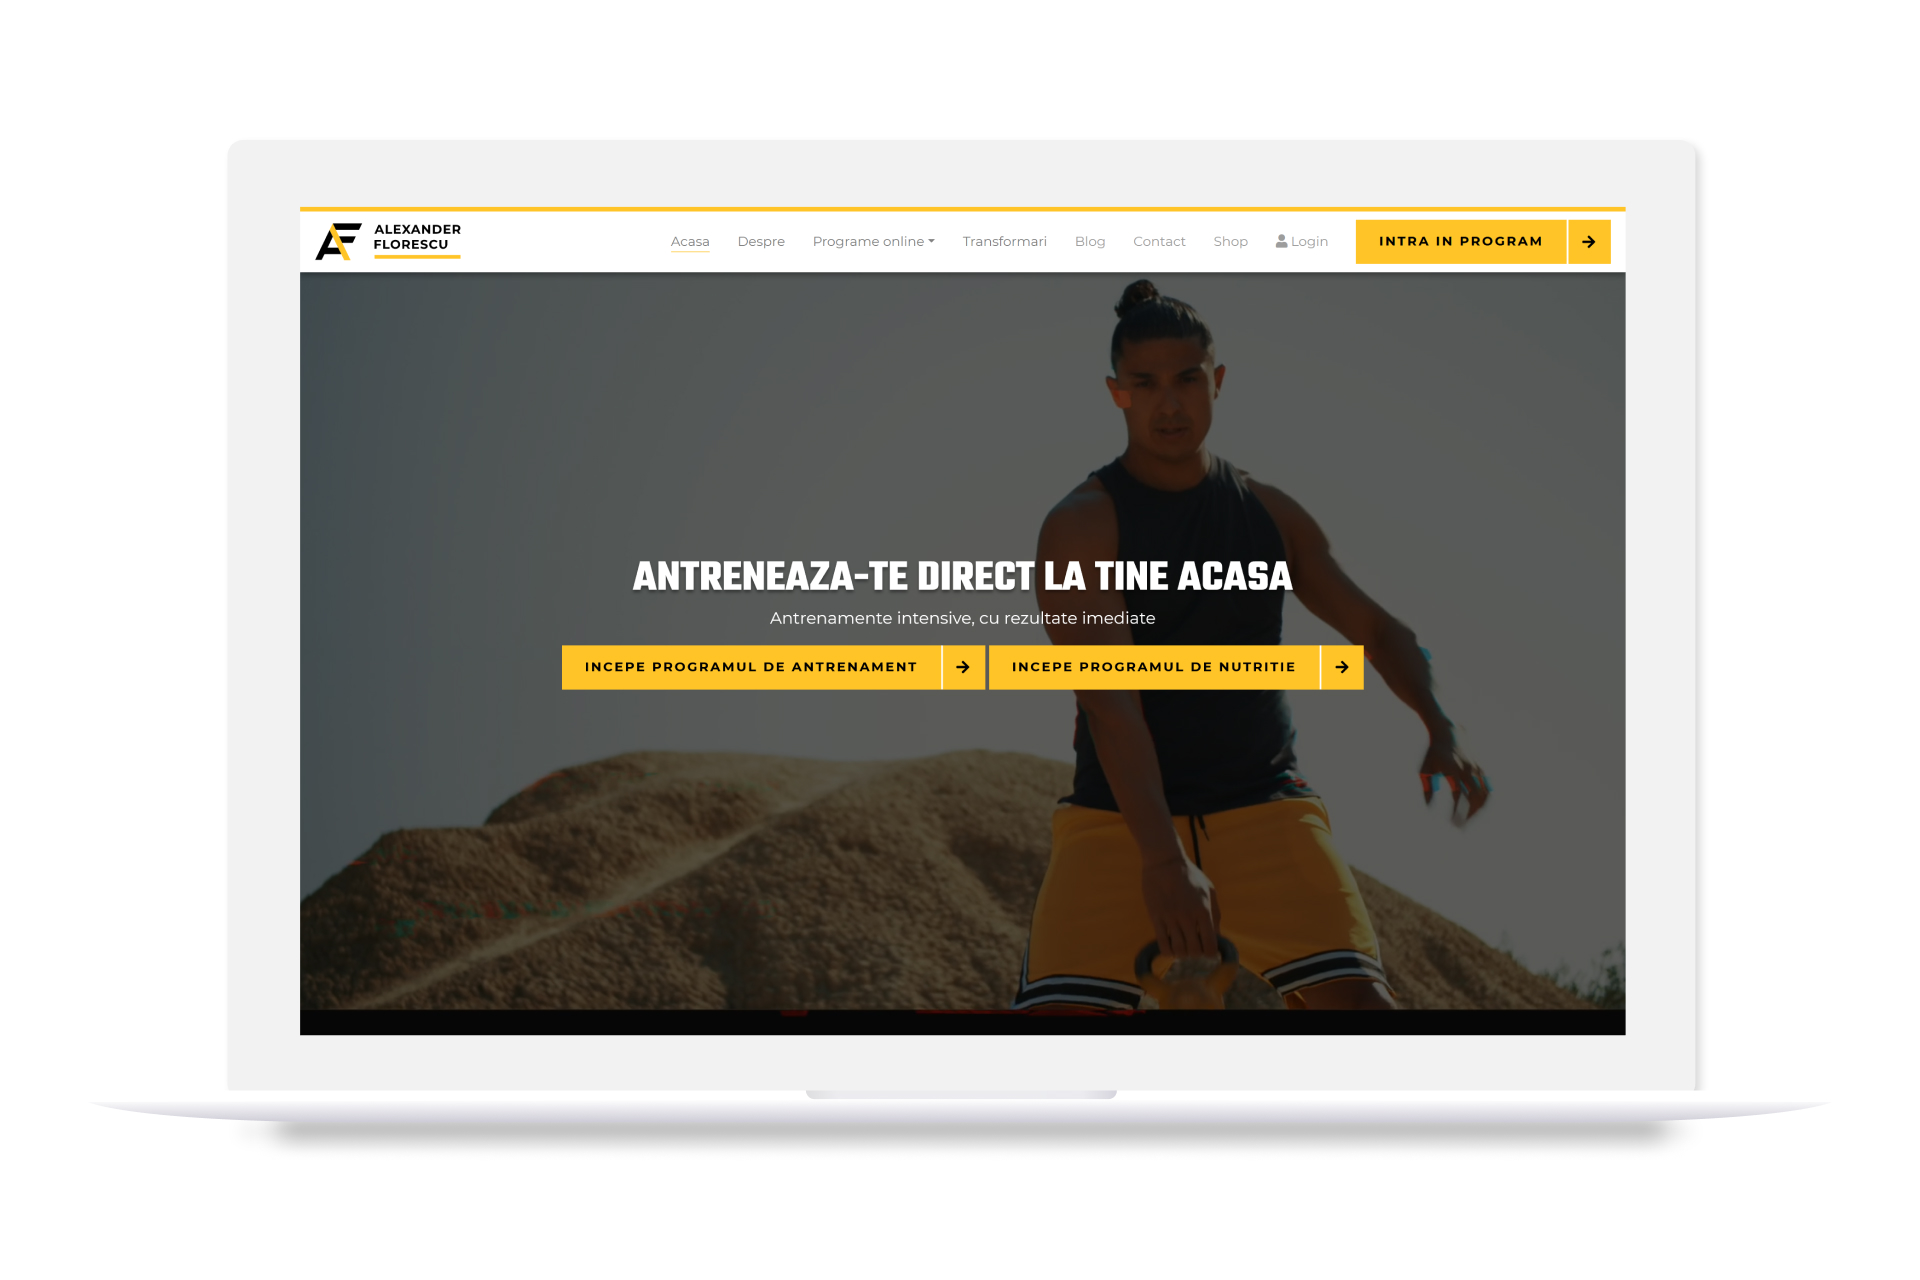 ALEXANDER
FLORESCU
Acasa Despre Programe online Transformari Blog Contact Shop Login INTRA IN PROGRAM
ANTRENEAZA-TE DIRECT LA TINE ACASA
Antrenamente intensive, cu rezultate imediate
INCEPE PROGRAMUL DE ANTRENAMENT INCEPE PROGRAMUL DE NUTRITIE